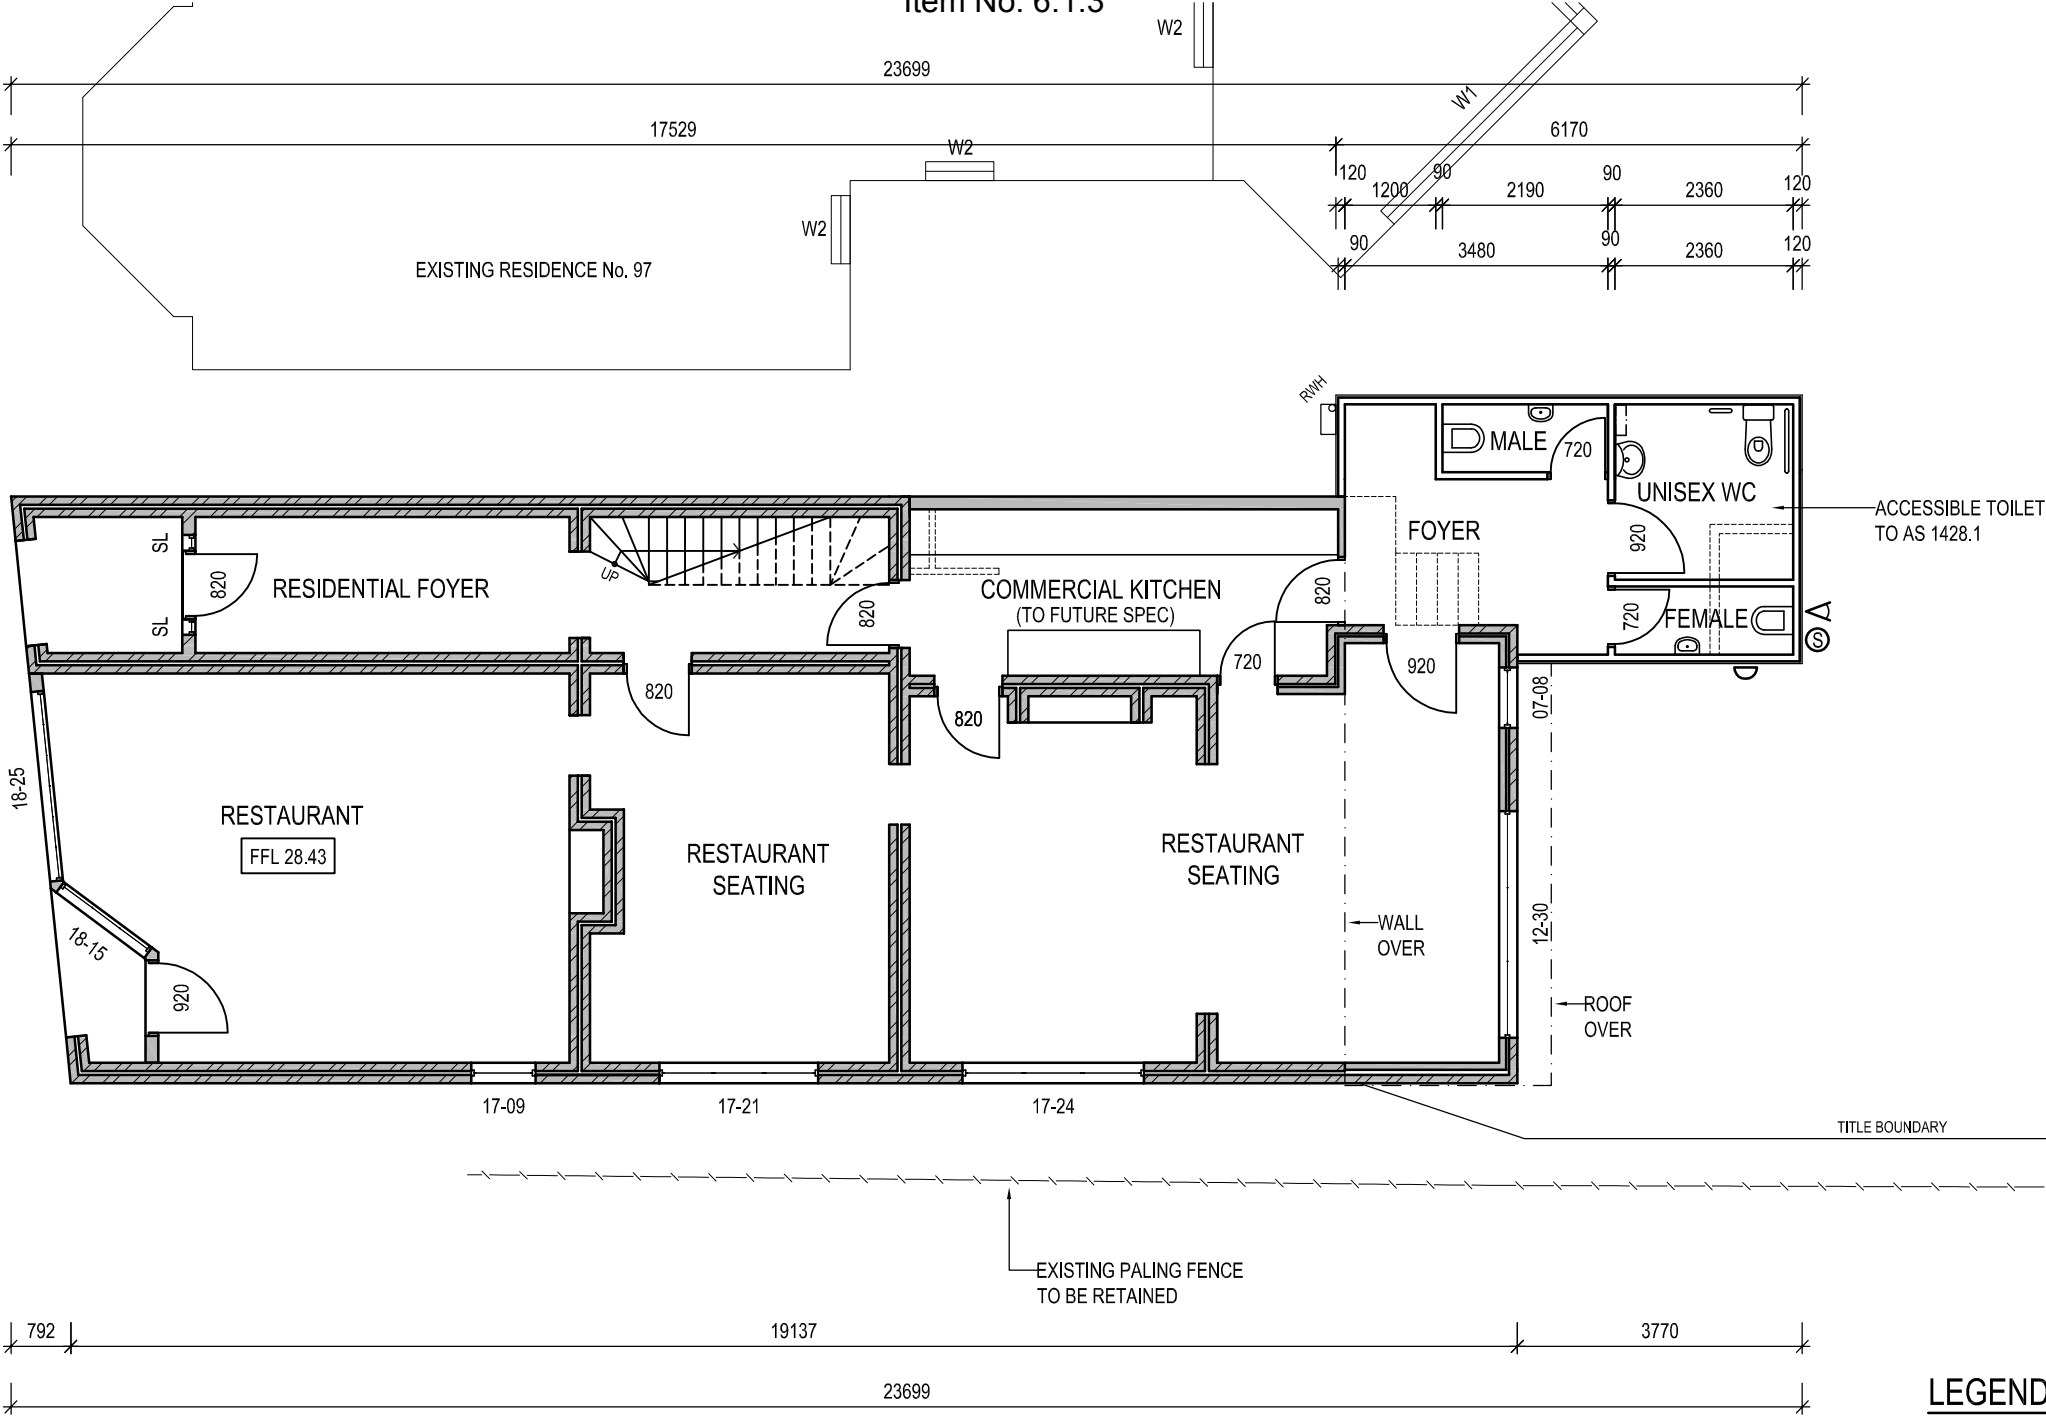 Item No. 6.1.3
W2
23699
W1
17529
6170
W2
120
90
90
120
1200
2190
2360
W2
90
90
120
3480
2360
EXISTING RESIDENCE No. 97
RWH
MALE
720
UNISEX WC
ACCESSIBLE TOILET
TO AS 1428.1
FOYER
920
SL
820
RESIDENTIAL FOYER
UP
820
COMMERCIAL KITCHEN
(TO FUTURE SPEC)
820
720
FEMALE
S
SL
820
820
720
920
07-08
18-25
RESTAURANT
FFL 28.43
RESTAURANT
SEATING
RESTAURANT
SEATING
WALL
OVER
12-30
18-15
920
ROOF
OVER
17-09
17-21
17-24
TITLE BOUNDARY
EXISTING PALING FENCE
TO BE RETAINED
792
19137
3770
23699
LEGEND